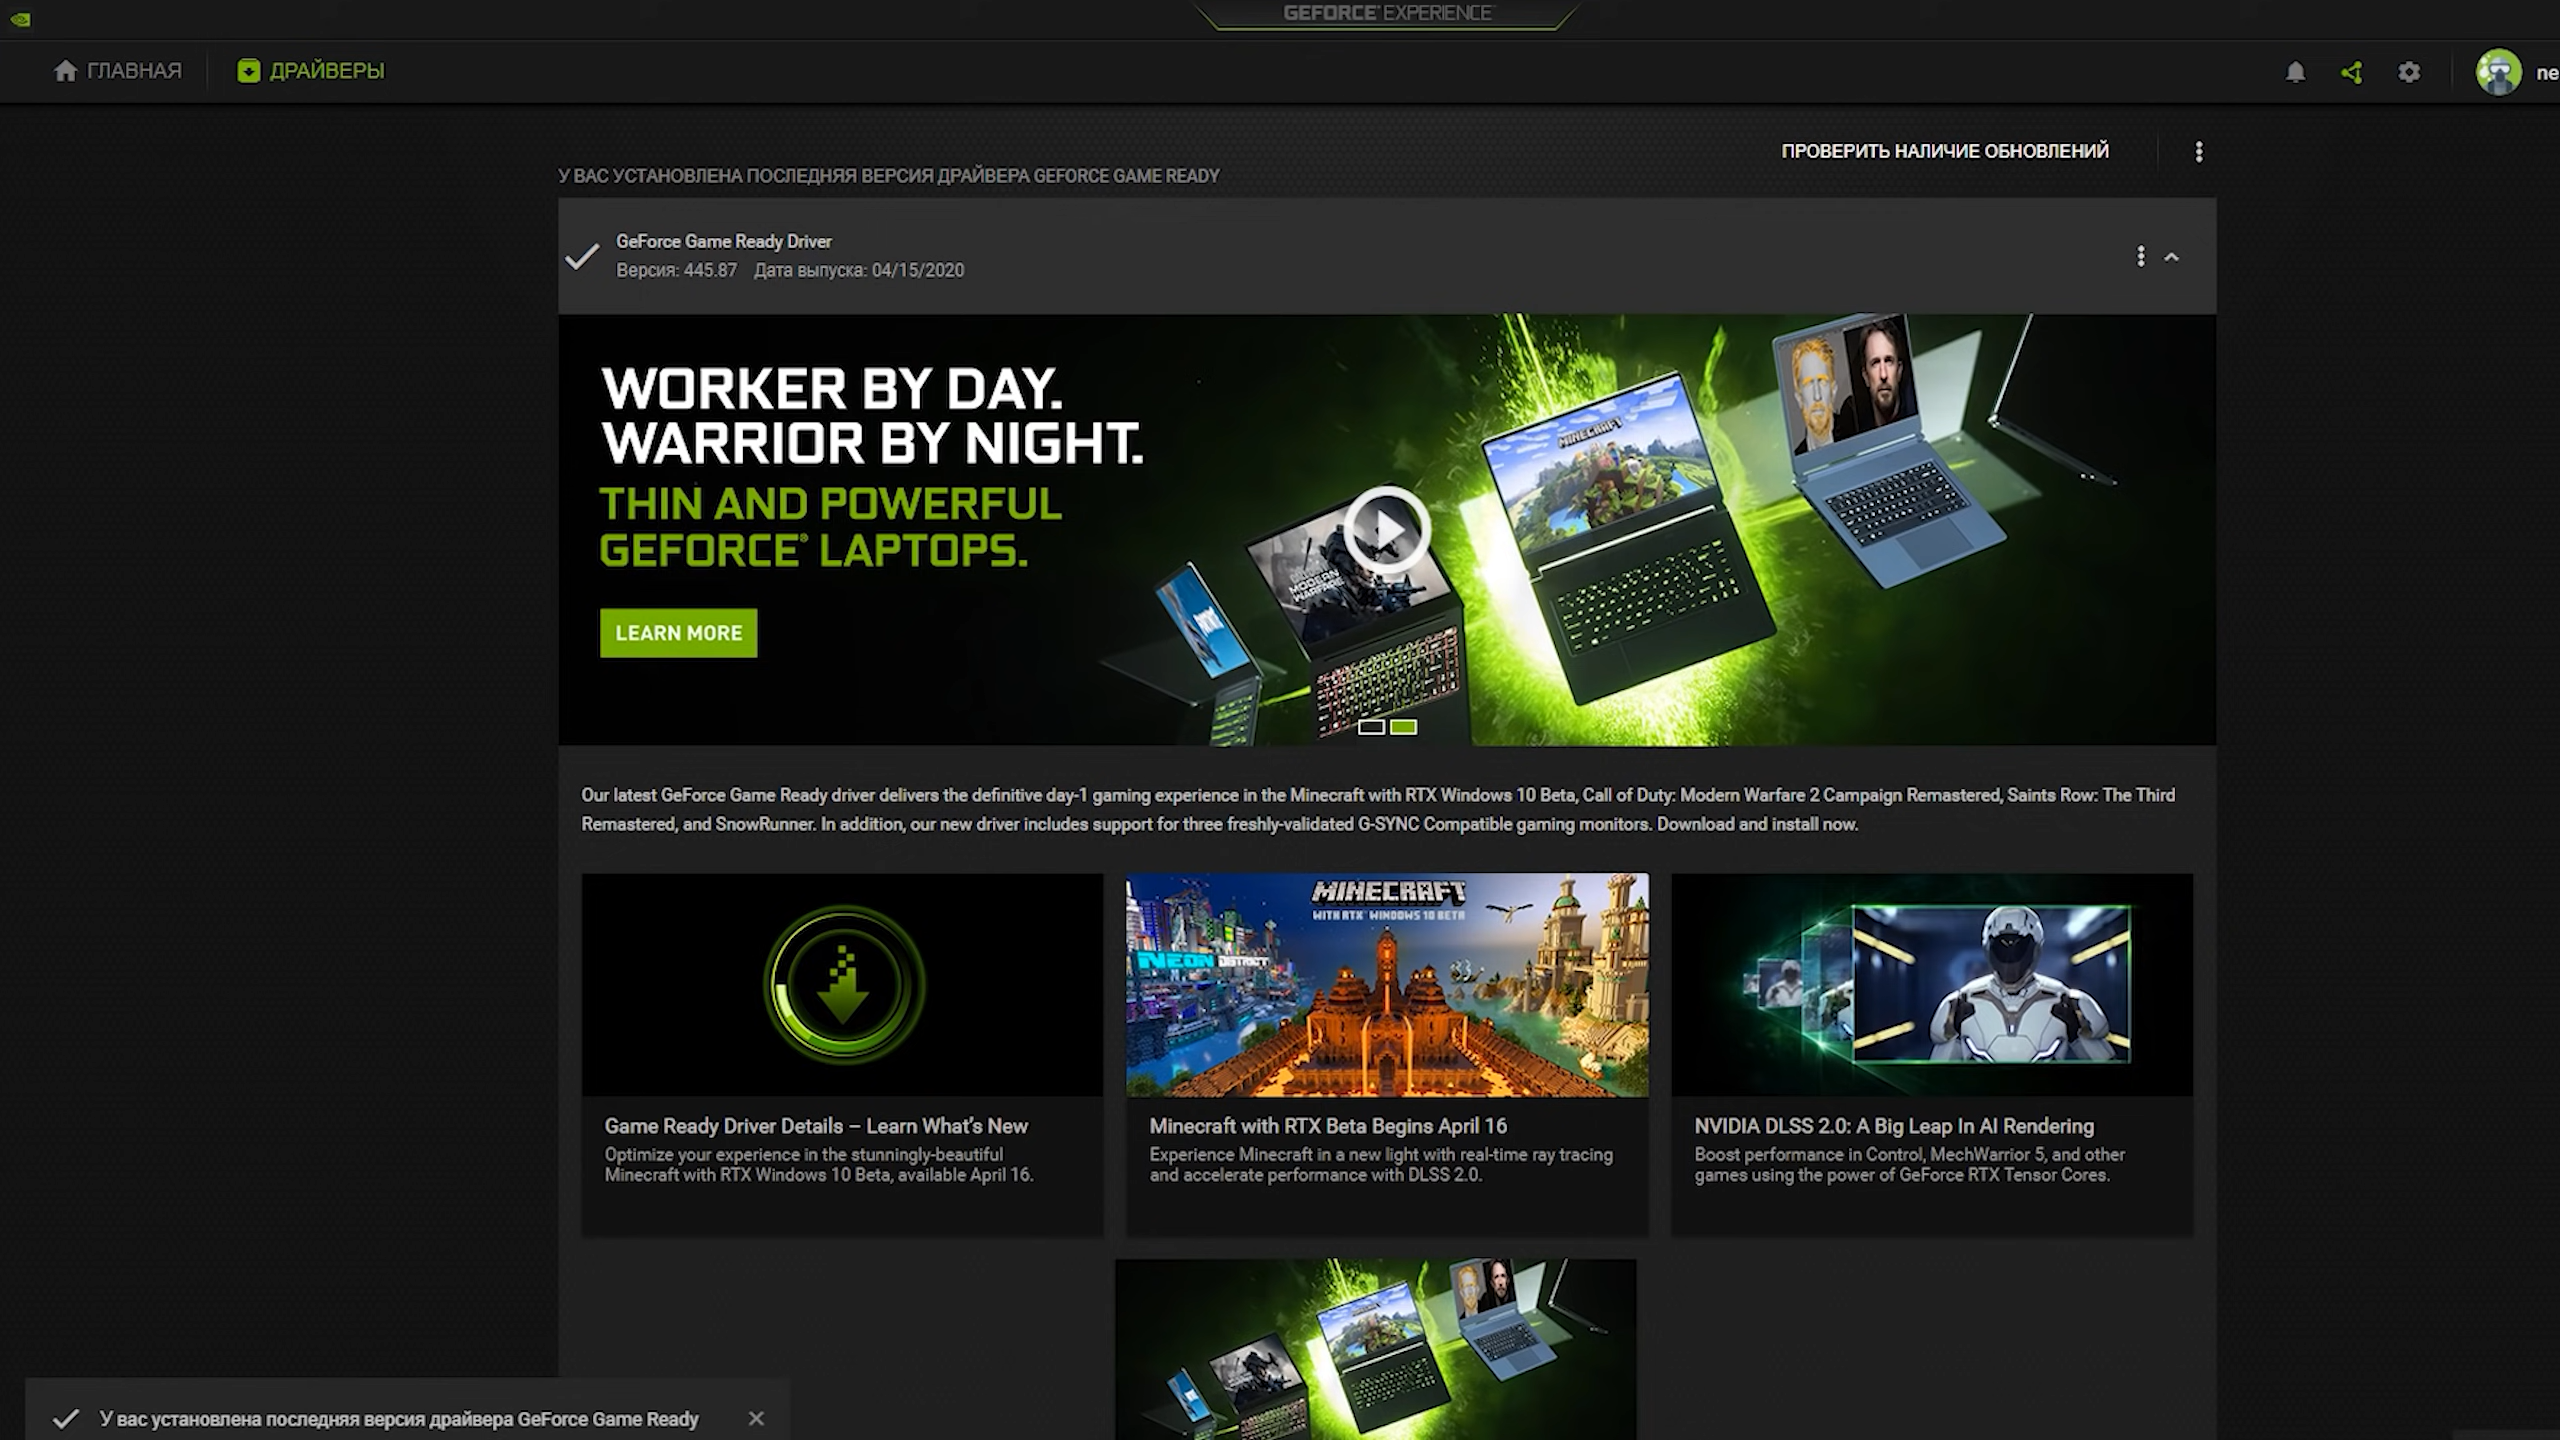 GEFORCE® EXPERIENCE™
ГЛАВНАЯ
ДРАЙВЕРЫ
ne
ПРОВЕРИТЬ НАЛИЧИЕ ОБНОВЛЕНИЙ
У ВАС УСТАНОВЛЕНА ПОСЛЕДНЯЯ ВЕРСИЯ ДРАЙВЕРА GEFORCE GAME READY
GeForce Game Ready Driver
Версия: 445.87 Дата выпуска: 04/15/2020
WORKER BY DAY.
WARRIOR BY NIGHT.
THIN AND POWERFUL
GEFORCE® LAPTOPS.
LEARN MORE
MINECRAFT
MODERN
WARFARE
Our latest GeForce Game Ready driver delivers the definitive day-1 gaming experience in the Minecraft with RTX Windows 10 Beta, Call of Duty: Modern Warfare 2 Campaign Remastered, Saints Row: The Third
Remastered, and SnowRunner. In addition, our new driver includes support for three freshly-validated G-SYNC Compatible gaming monitors. Download and install now.
MINECRAFT
WITH RTX WINDOWS 10 BETA
NEON DISTRICT
Game Ready Driver Details – Learn What’s New
Optimize your experience in the stunningly-beautiful
Minecraft with RTX Windows 10 Beta, available April 16.
Minecraft with RTX Beta Begins April 16
Experience Minecraft in a new light with real-time ray tracing
and accelerate performance with DLSS 2.0.
NVIDIA DLSS 2.0: A Big Leap In AI Rendering
Boost performance in Control, MechWarrior 5, and other
games using the power of GeForce RTX Tensor Cores.
У вас установлена последняя версия драйвера GeForce Game Ready